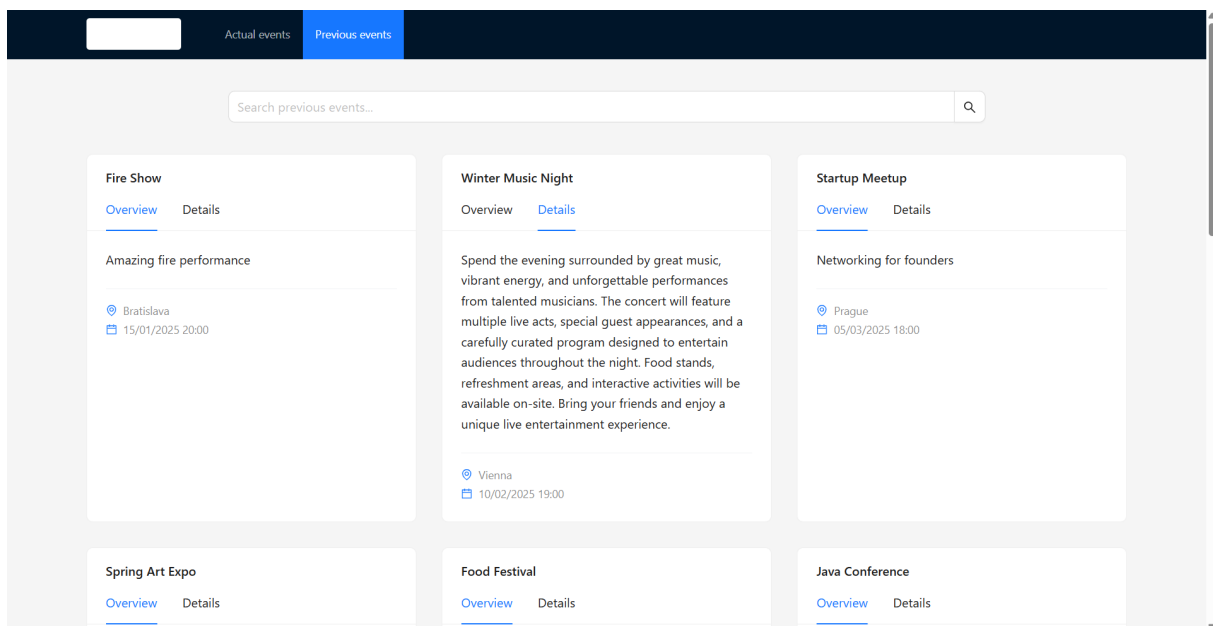 Actual events
Previous events
Search previous events...
Fire Show
Overview Details
Amazing fire performance
Bratislava
15/01/2025 20:00
Winter Music Night
Overview Details
Spend the evening surrounded by great music,
vibrant energy, and unforgettable performances
from talented musicians. The concert will feature
multiple live acts, special guest appearances, and a
carefully curated program designed to entertain
audiences throughout the night. Food stands,
refreshment areas, and interactive activities will be
available on-site. Bring your friends and enjoy a
unique live entertainment experience.
Vienna
10/02/2025 19:00
Startup Meetup
Overview Details
Networking for founders
Prague
05/03/2025 18:00
Spring Art Expo
Overview Details
Food Festival
Overview Details
Java Conference
Overview Details